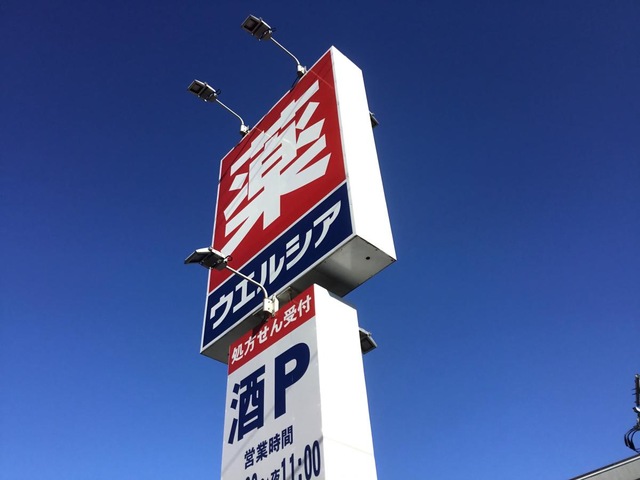 薬
ウエルシア
処方せん受付
酒 P
営業時間
夜11:00